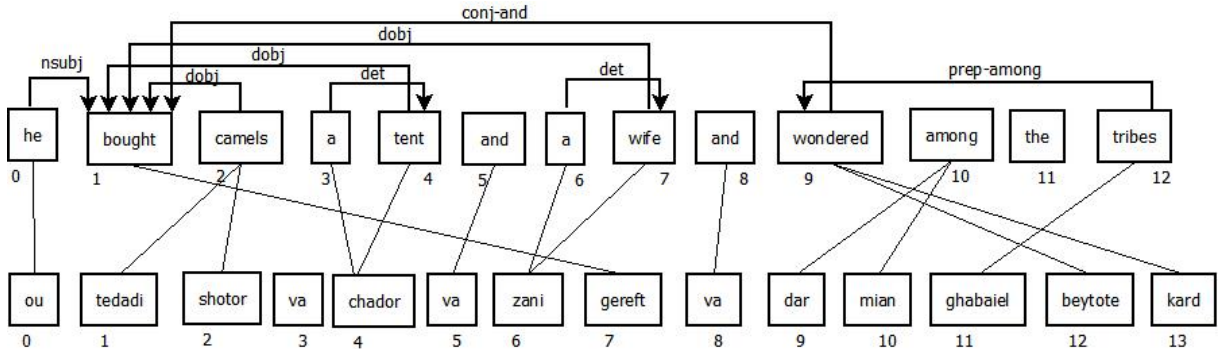 conj-and
dobj
dobj
nsubj dobj det det prep-among
he bought camels a tent and a wife and wondered among the tribes
0 1 2 3 4 5 6 7 8 9 10 11 12
ou tedadi shotor va chador va zani gereft va dar mian ghabaiel beytote kard
0 1 2 3 4 5 6 7 8 9 10 11 12 13